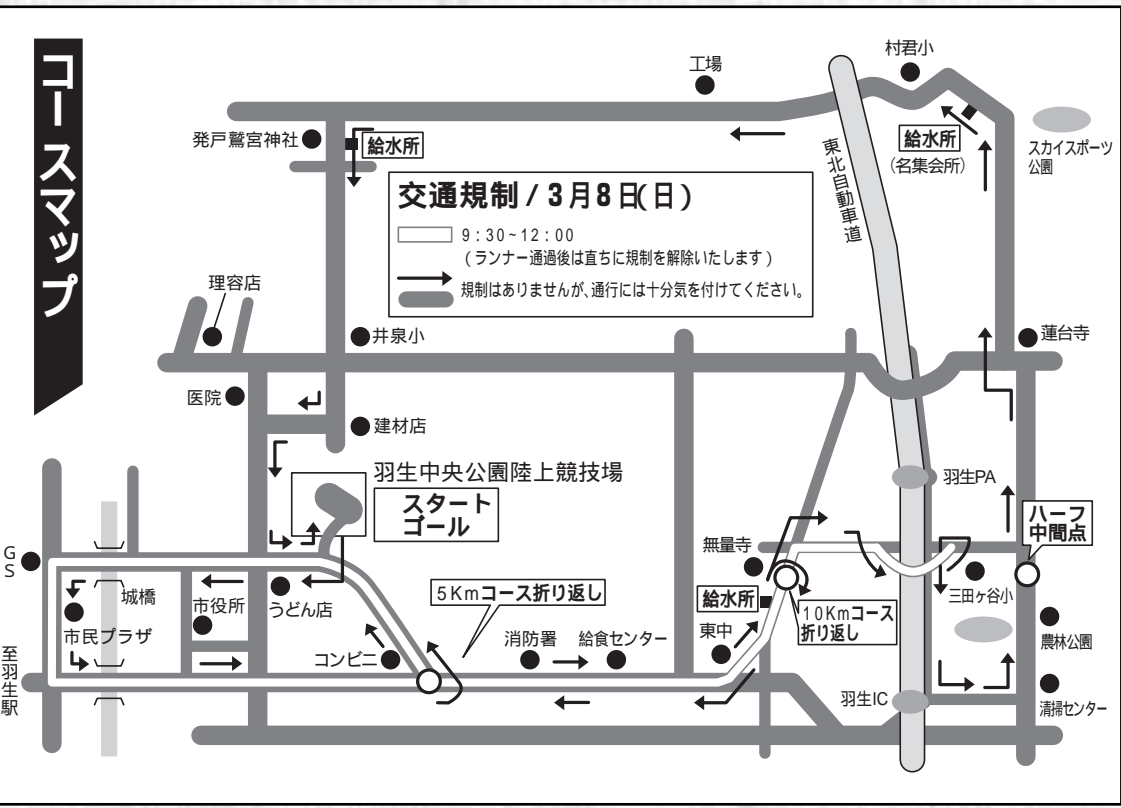 コースマップ
村君小
工場
発戸鷲宮神社
給水所
給水所
(名集会所)
スカイスポーツ
公園
東北自動車道
交通規制/3月8日(日)
9:30~12:00
(ランナー通過後は直ちに規制を解除いたします)
規制はありませんが、通行には十分気を付けてください。
理容店
井泉小
蓮台寺
医院
建材店
羽生中央公園陸上競技場
スタート
ゴール
羽生PA
ハーフ
中間点
無量寺
GS
城橋
市役所
うどん店
5Kmコース折り返し
給水所
10Kmコース
折り返し
三田ヶ谷小
市民プラザ
コンビニ
消防署
給食センター
東中
農林公園
至羽生駅
羽生IC
清掃センター